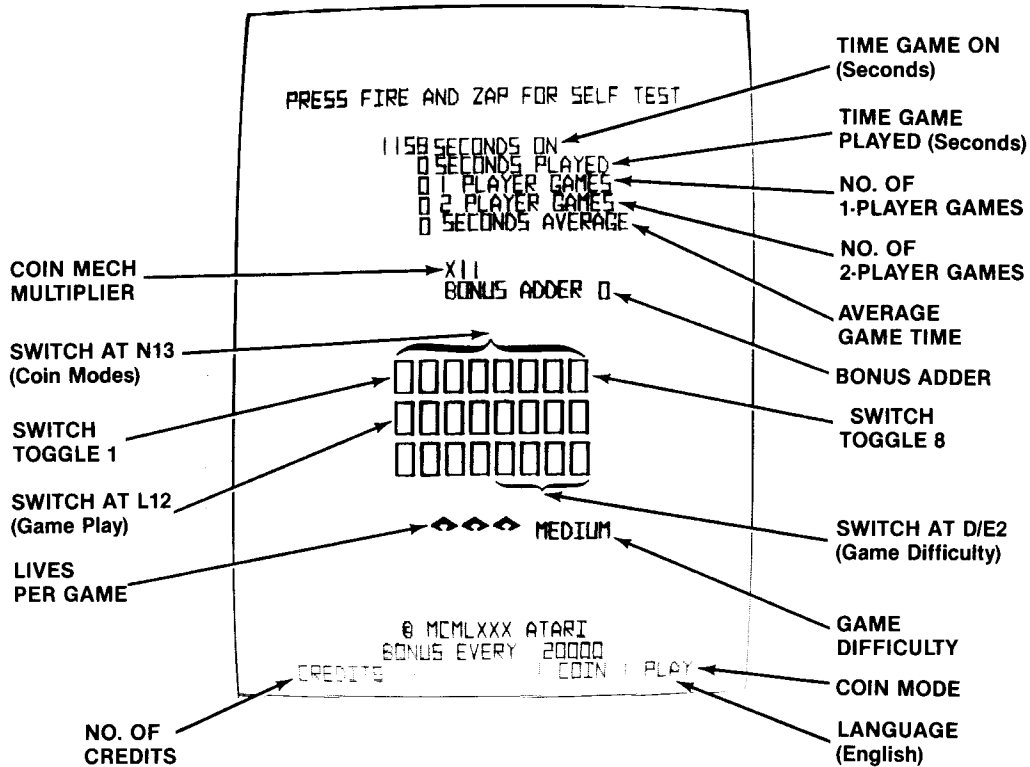 TIME GAME ON
(Seconds)
PRESS FIRE AND ZAP FOR SELF TEST
TIME GAME
PLAYED (Seconds)
1158 SECONDS ON
0 SECONDS PLAYED
0 1 PLAYER GAMES
0 2 PLAYER GAMES
0 SECONDS AVERAGE
NO. OF
1-PLAYER GAMES
NO. OF
2-PLAYER GAMES
COIN MECH
MULTIPLIER
X11
BONUS ADDER 0
AVERAGE
GAME TIME
SWITCH AT N13
(Coin Modes)
BONUS ADDER
SWITCH
TOGGLE 1
SWITCH
TOGGLE 8
SWITCH AT L12
(Game Play)
SWITCH AT D/E2
(Game Difficulty)
MEDIUM
LIVES
PER GAME
GAME
DIFFICULTY
MCMLXXX ATARI
BONUS EVERY 20000
CREDITS 1 COIN 1 PLAY
COIN MODE
NO. OF
CREDITS
LANGUAGE
(English)